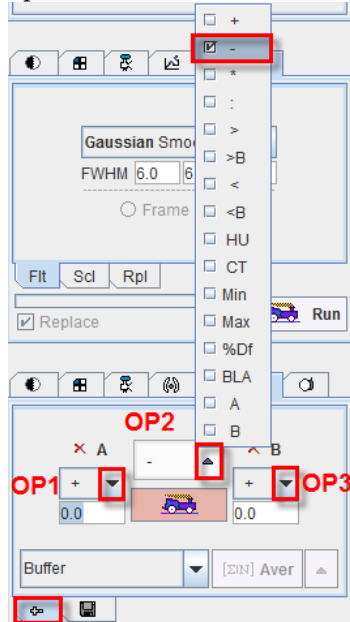 +
-
*
:
>
>B
<
<B
HU
CT
Min
Max
%Df
BLA
A
B
Gaussian Smo
FWHM 6.0 6
Frame
Flt Scl Rpl
Replace
Run
OP2
A
B
OP1
+
-
+
OP3
0.0
0.0
Buffer
[ΣIN] Aver